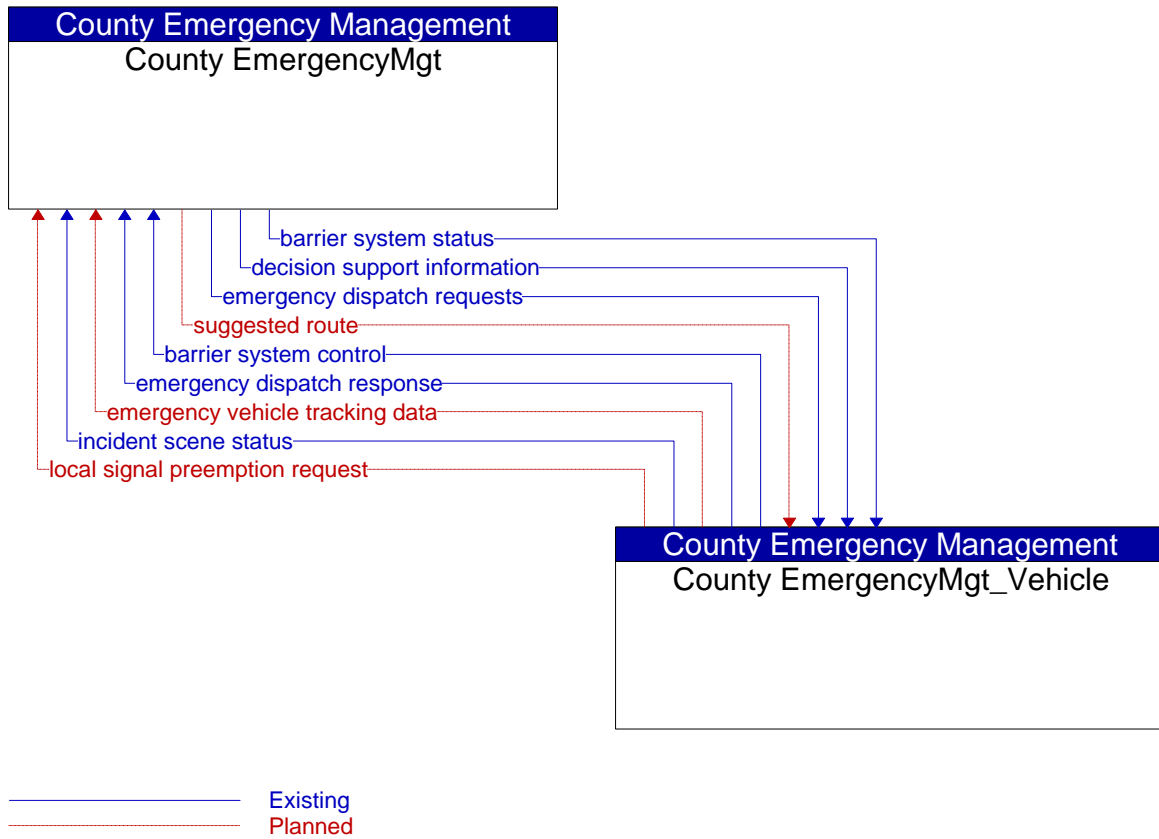 County Emergency Management
County EmergencyMgt
barrier system status
decision support information
emergency dispatch requests
suggested route
barrier system control
emergency dispatch response
emergency vehicle tracking data
incident scene status
local signal preemption request
County Emergency Management
County EmergencyMgt_Vehicle
Existing
Planned